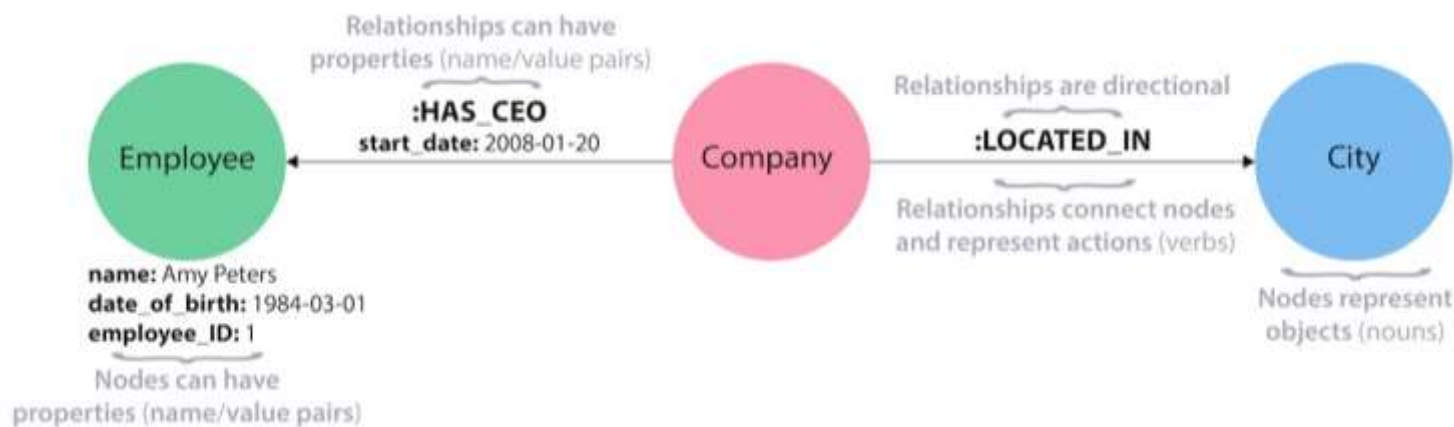 Relationships can have
properties (name/value pairs)
:HAS_CEO
start_date: 2008-01-20
Employee
name: Amy Peters
date_of_birth: 1984-03-01
employee_ID: 1
Nodes can have
properties (name/value pairs)
Company
Relationships are directional
:LOCATED_IN
Relationships connect nodes
and represent actions (verbs)
City
Nodes represent
objects (nouns)